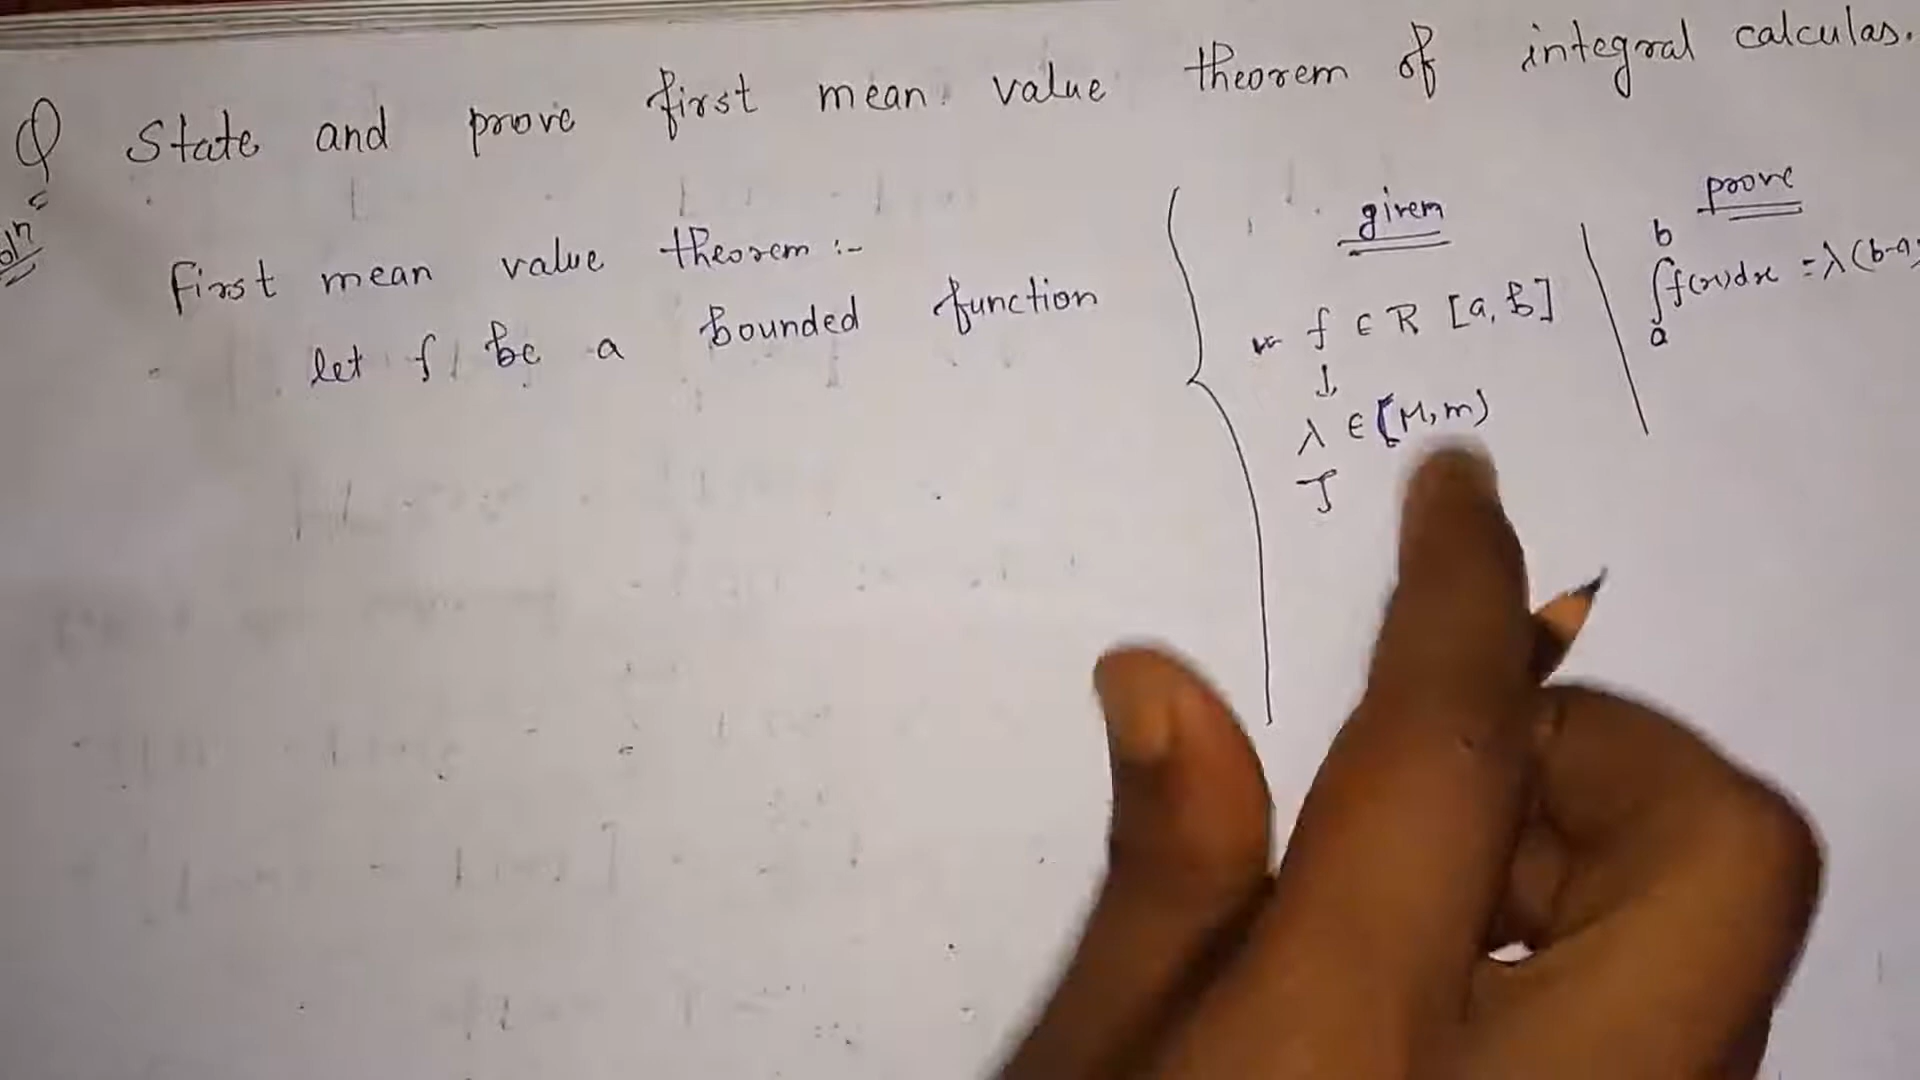 Q State and prove first mean value theorem of integral calculas.
Soln
First mean value theorem :-
let f be a bounded function
given
f ∈ R [a, b]
↓
λ ∈ [M, m)
prove
∫ₐᵇ f(x)dx = λ(b-a)